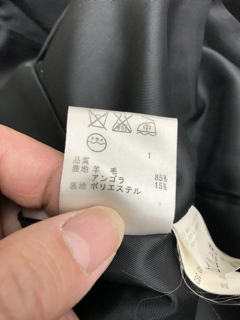 品質
表地 羊 毛
アンゴラ 85%
裏地 ポリエステル 15%